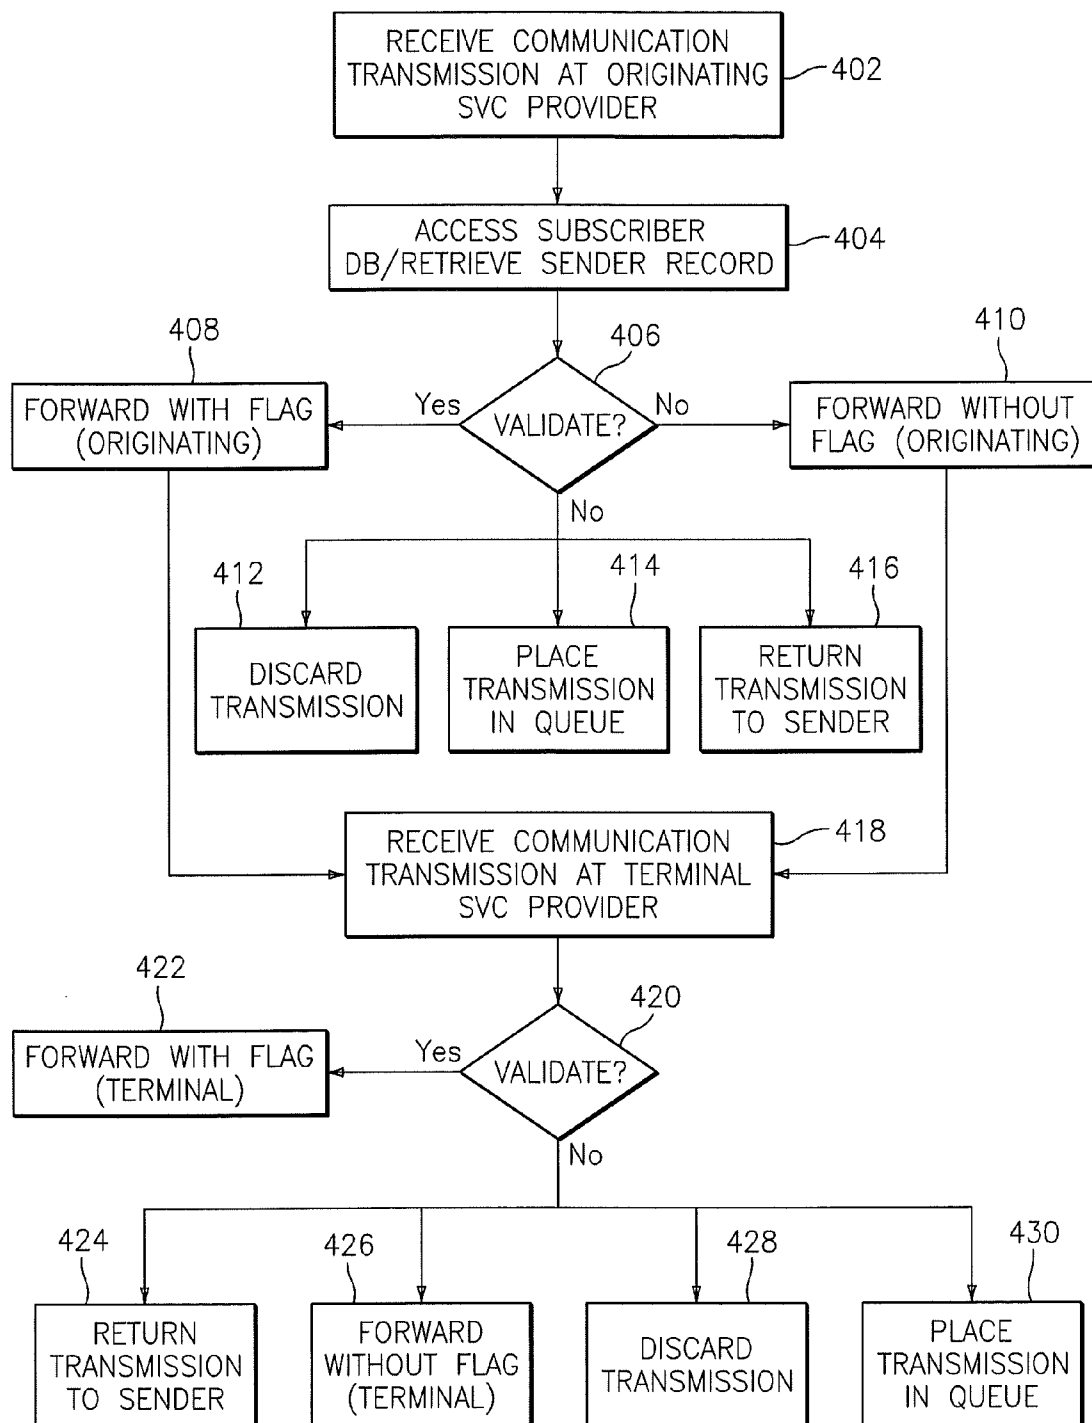 RECEIVE COMMUNICATION
TRANSMISSION AT ORIGINATING
SVC PROVIDER
402
ACCESS SUBSCRIBER
DB/RETRIEVE SENDER RECORD
404
408
406
410
FORWARD WITH FLAG
(ORIGINATING)
Yes
VALIDATE?
No
FORWARD WITHOUT
FLAG (ORIGINATING)
No
412
414
416
DISCARD
TRANSMISSION
PLACE
TRANSMISSION
IN QUEUE
RETURN
TRANSMISSION
TO SENDER
RECEIVE COMMUNICATION
TRANSMISSION AT TERMINAL
SVC PROVIDER
418
422
420
FORWARD WITH FLAG
(TERMINAL)
Yes
VALIDATE?
No
424
426
428
430
RETURN
TRANSMISSION
TO SENDER
FORWARD
WITHOUT FLAG
(TERMINAL)
DISCARD
TRANSMISSION
PLACE
TRANSMISSION
IN QUEUE